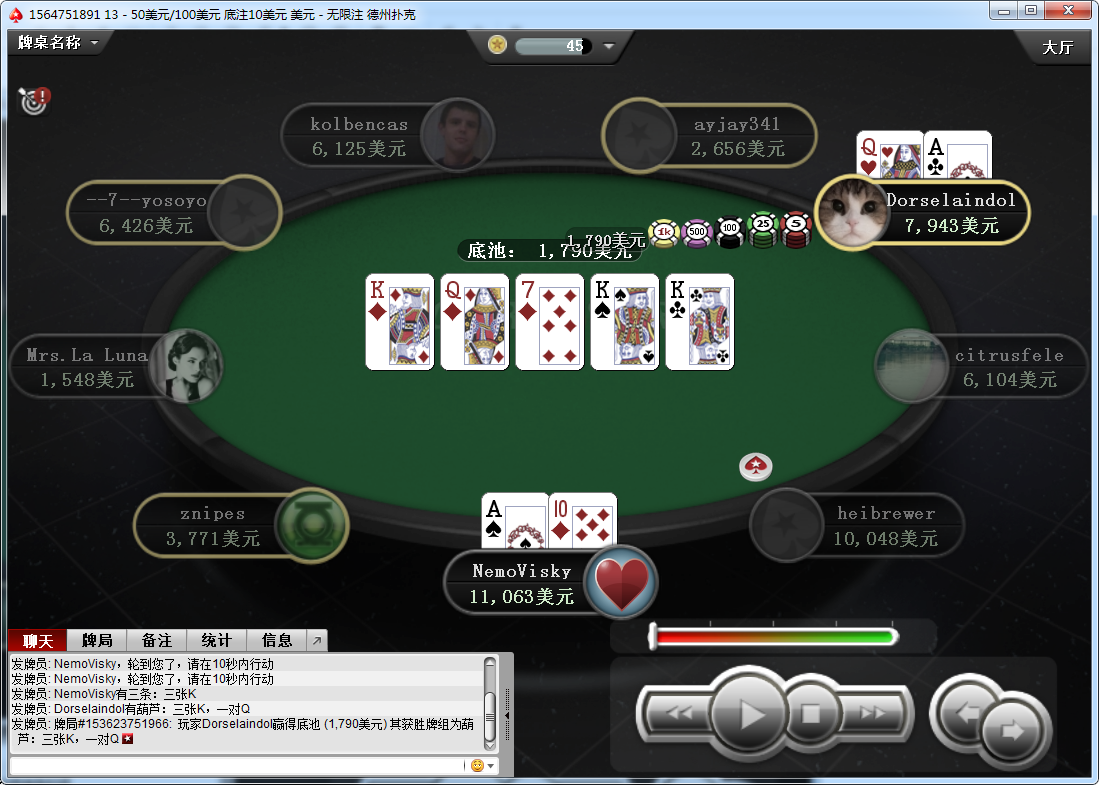 1564751891 13 - 50美元/100美元 底注10美元 美元 - 无限注 德州扑克
牌桌名称
45
大厅
kolbencas
6,125美元
ayjay341
2,656美元
Q
A
--7--yosoyo
6,426美元
Dorselaindol
7,943美元
1k
500
100
25
5
1,790美元
底池： 1,790美元
K
Q
7
K
K
Mrs.La Luna
1,548美元
citrusfele
6,104美元
A
10
znipes
3,771美元
heibrewer
10,048美元
NemoVisky
11,063美元
聊天 牌局 备注 统计 信息
发牌员: NemoVisky，轮到您了，请在10秒内行动
发牌员: NemoVisky，轮到您了，请在10秒内行动
发牌员: NemoVisky有三条：三张K
发牌员: Dorselaindol有葫芦：三张K，一对Q
发牌员: 牌局#153623751966: 玩家Dorselaindol赢得底池 (1,790美元) 其获胜牌组为葫
芦：三张K，一对Q